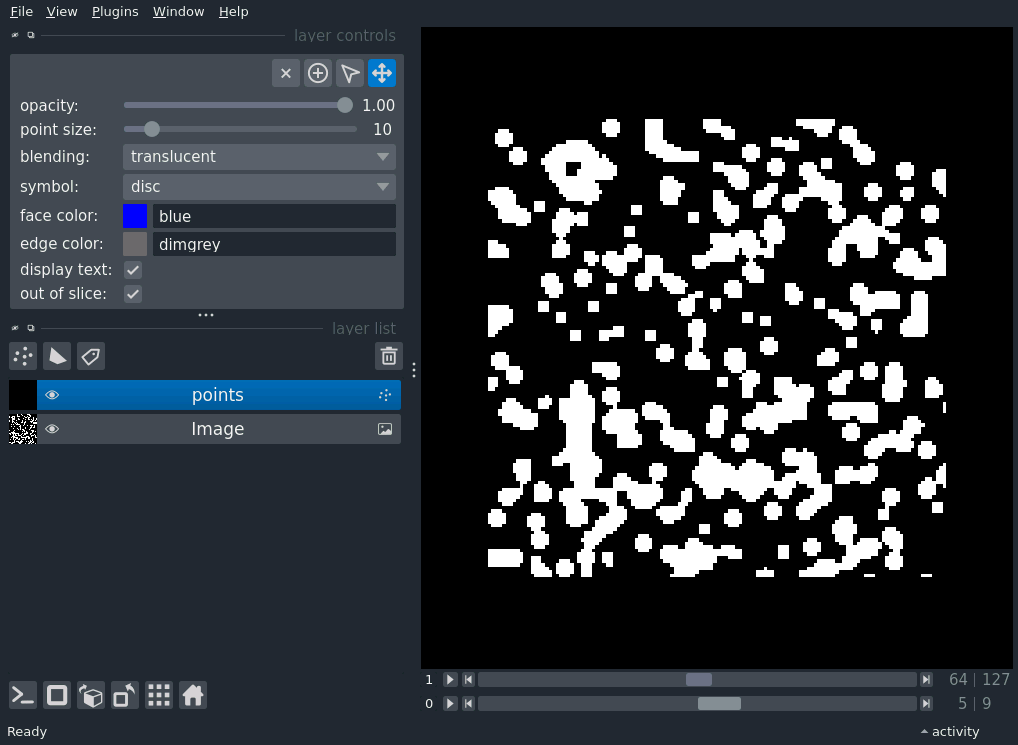 File View Plugins Window Help
layer controls
opacity: 1.00
point size: 10
blending: translucent
symbol: disc
face color: blue
edge color: dimgrey
display text:
out of slice:
layer list
points
Image
1 64 | 127
0 5 | 9
Ready activity